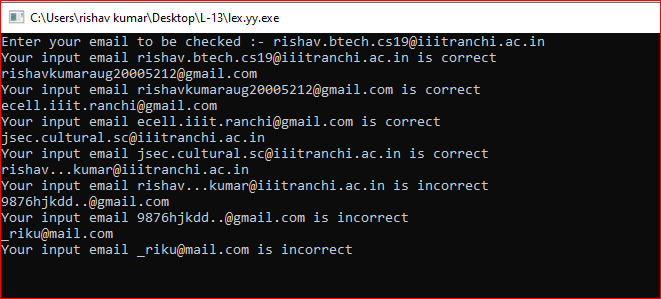 C:\Users\rishav kumar\Desktop\L-13\lex.yy.exe
Enter your email to be checked :- rishav.btech.cs19@iiitranchi.ac.in
Your input email rishav.btech.cs19@iiitranchi.ac.in is correct
rishavkumaraug20005212@gmail.com
Your input email rishavkumaraug20005212@gmail.com is correct
ecell.iiit.ranchi@gmail.com
Your input email ecell.iiit.ranchi@gmail.com is correct
jsec.cultural.sc@iiitranchi.ac.in
Your input email jsec.cultural.sc@iiitranchi.ac.in is correct
rishav...kumar@iiitranchi.ac.in
Your input email rishav...kumar@iiitranchi.ac.in is incorrect
9876hjkdd..@gmail.com
Your input email 9876hjkdd..@gmail.com is incorrect
_riku@mail.com
Your input email _riku@mail.com is incorrect